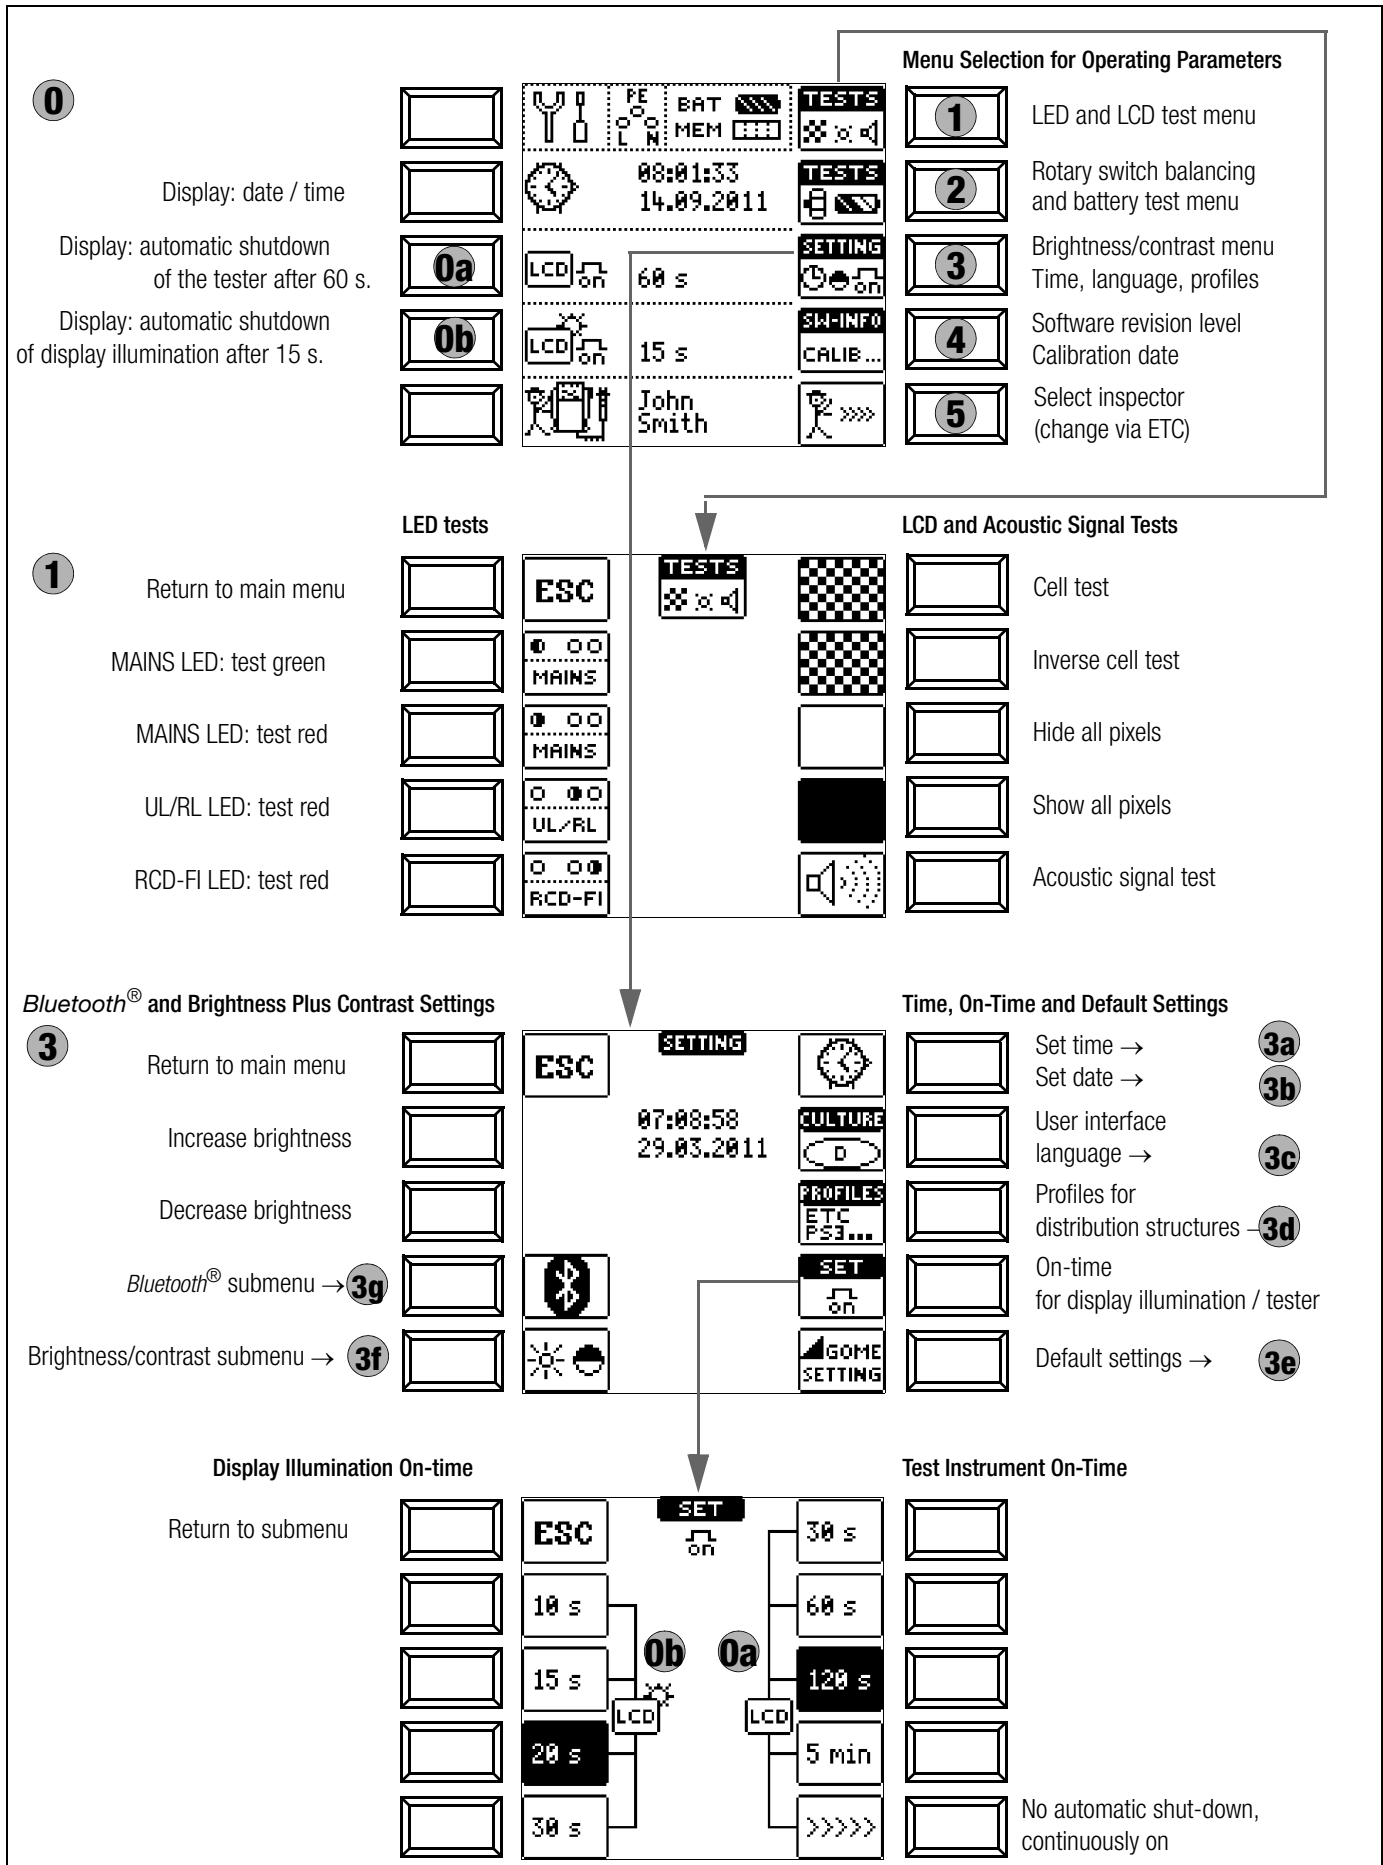 Menu Selection for Operating Parameters
0
PE
L N
BAT
MEM
TESTS
1
LED and LCD test menu
Display: date / time
08:01:33
14.09.2011
TESTS
2
Rotary switch balancing
and battery test menu
Display: automatic shutdown
of the tester after 60 s.
0a
LCD on
60 s
SETTING
on
3
Brightness/contrast menu
Time, language, profiles
Display: automatic shutdown
of display illumination after 15 s.
0b
LCD on
15 s
SW-INFO
CALIB...
4
Software revision level
Calibration date
John
Smith
»»
5
Select inspector
(change via ETC)
LED tests
LCD and Acoustic Signal Tests
1
Return to main menu
ESC
TESTS
Cell test
MAINS LED: test green
MAINS
Inverse cell test
MAINS LED: test red
MAINS
Hide all pixels
UL/RL LED: test red
UL/RL
Show all pixels
RCD-FI LED: test red
RCD-FI
Acoustic signal test
Bluetooth® and Brightness Plus Contrast Settings
Time, On-Time and Default Settings
3
Return to main menu
ESC
SETTING
Set time → 3a
Set date → 3b
Increase brightness
07:08:58
29.03.2011
CULTURE
D
User interface
language → 3c
Decrease brightness
PROFILES
ETC
PS3...
Profiles for
distribution structures – 3d
Bluetooth® submenu → 3g
SET
on
On-time
for display illumination / tester
Brightness/contrast submenu → 3f
GOME
SETTING
Default settings → 3e
Display Illumination On-time
Test Instrument On-Time
Return to submenu
ESC
SET
on
30 s
10 s
60 s
0b
0a
15 s
120 s
LCD
LCD
20 s
5 min
30 s
>>>>>
No automatic shut-down,
continuously on